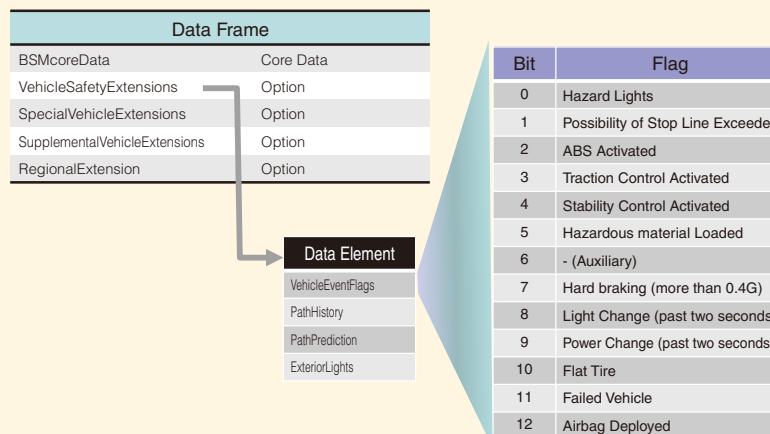 Data Frame
BSMcoreData Core Data
VehicleSafetyExtensions Option
SpecialVehicleExtensions Option
SupplementalVehicleExtensions Option
RegionalExtension Option
Data Element
VehicleEventFlags
PathHistory
PathPrediction
ExteriorLights
Bit Flag
0 Hazard Lights
1 Possibility of Stop Line Exceede
2 ABS Activated
3 Traction Control Activated
4 Stability Control Activated
5 Hazardous material Loaded
6 - (Auxiliary)
7 Hard braking (more than 0.4G)
8 Light Change (past two seconds
9 Power Change (past two seconds
10 Flat Tire
11 Failed Vehicle
12 Airbag Deployed